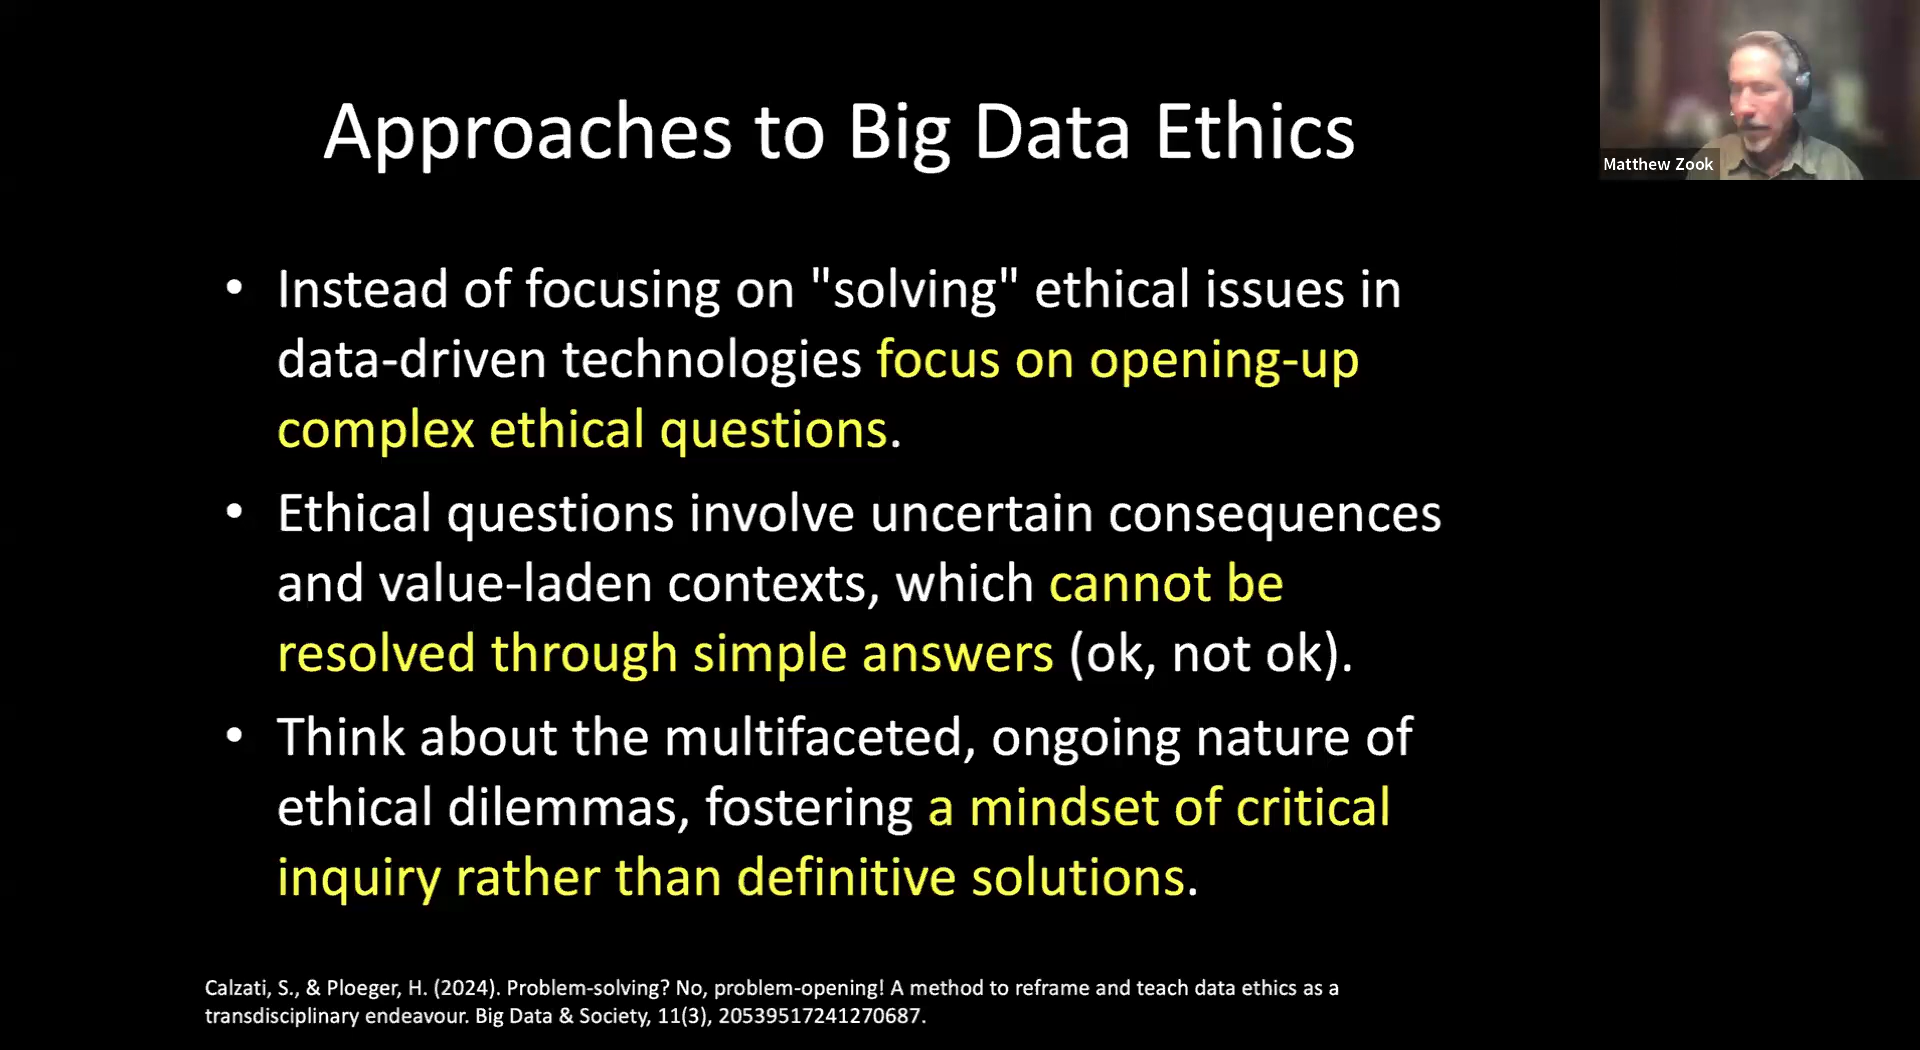 Approaches to Big Data Ethics
Matthew Zook
• Instead of focusing on "solving" ethical issues in
data-driven technologies focus on opening-up
complex ethical questions.
• Ethical questions involve uncertain consequences
and value-laden contexts, which cannot be
resolved through simple answers (ok, not ok).
• Think about the multifaceted, ongoing nature of
ethical dilemmas, fostering a mindset of critical
inquiry rather than definitive solutions.
Calzati, S., & Ploeger, H. (2024). Problem-solving? No, problem-opening! A method to reframe and teach data ethics as a
transdisciplinary endeavour. Big Data & Society, 11(3), 20539517241270687.